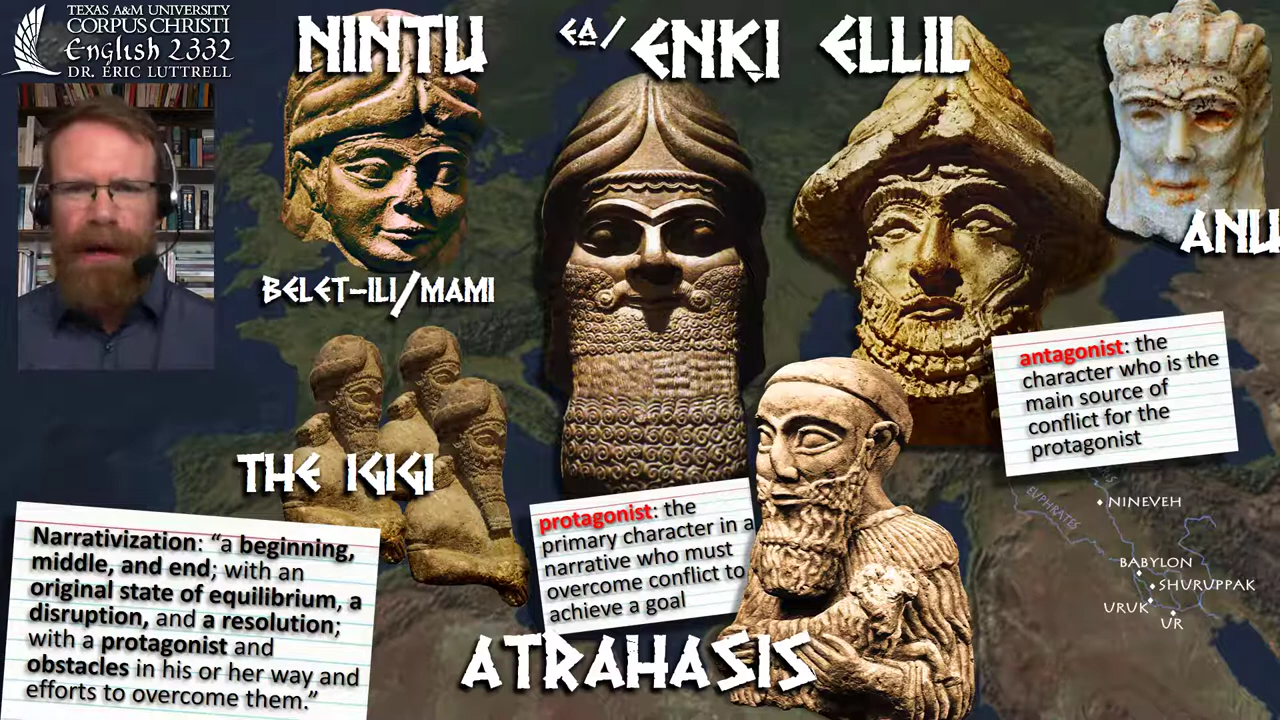 TEXAS A&M UNIVERSITY
CORPUS CHRISTI
English 2332
DR. ERIC LUTTRELL
NINTU
EA/ENKI
ELLIL
ANU
BELET-ILI/MAMI
THE IGIGI
antagonist: the
character who is the
main source of
conflict for the
protagonist
protagonist: the
primary character in a
narrative who must
overcome conflict to
achieve a goal
Narrativization: “a beginning,
middle, and end; with an
original state of equilibrium, a
disruption, and a resolution;
with a protagonist and
obstacles in his or her way and
efforts to overcome them.”
ATRAHASIS
EUPHRATES
NINEVEH
BABYLON
SHURUPPAK
URUK
UR